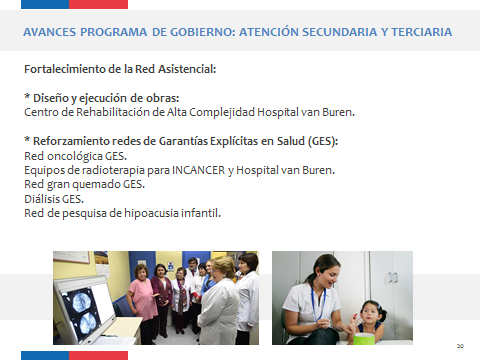 AVANCES PROGRAMA DE GOBIERNO: ATENCIÓN SECUNDARIA Y TERCIARIA
Fortalecimiento de la Red Asistencial:
* Diseño y ejecución de obras:
Centro de Rehabilitación de Alta Complejidad Hospital van Buren.
* Reforzamiento redes de Garantías Explícitas en Salud (GES):
Red oncológica GES.
Equipos de radioterapia para INCANCER y Hospital van Buren.
Red gran quemado GES.
Diálisis GES.
Red de pesquisa de hipoacusia infantil.
20